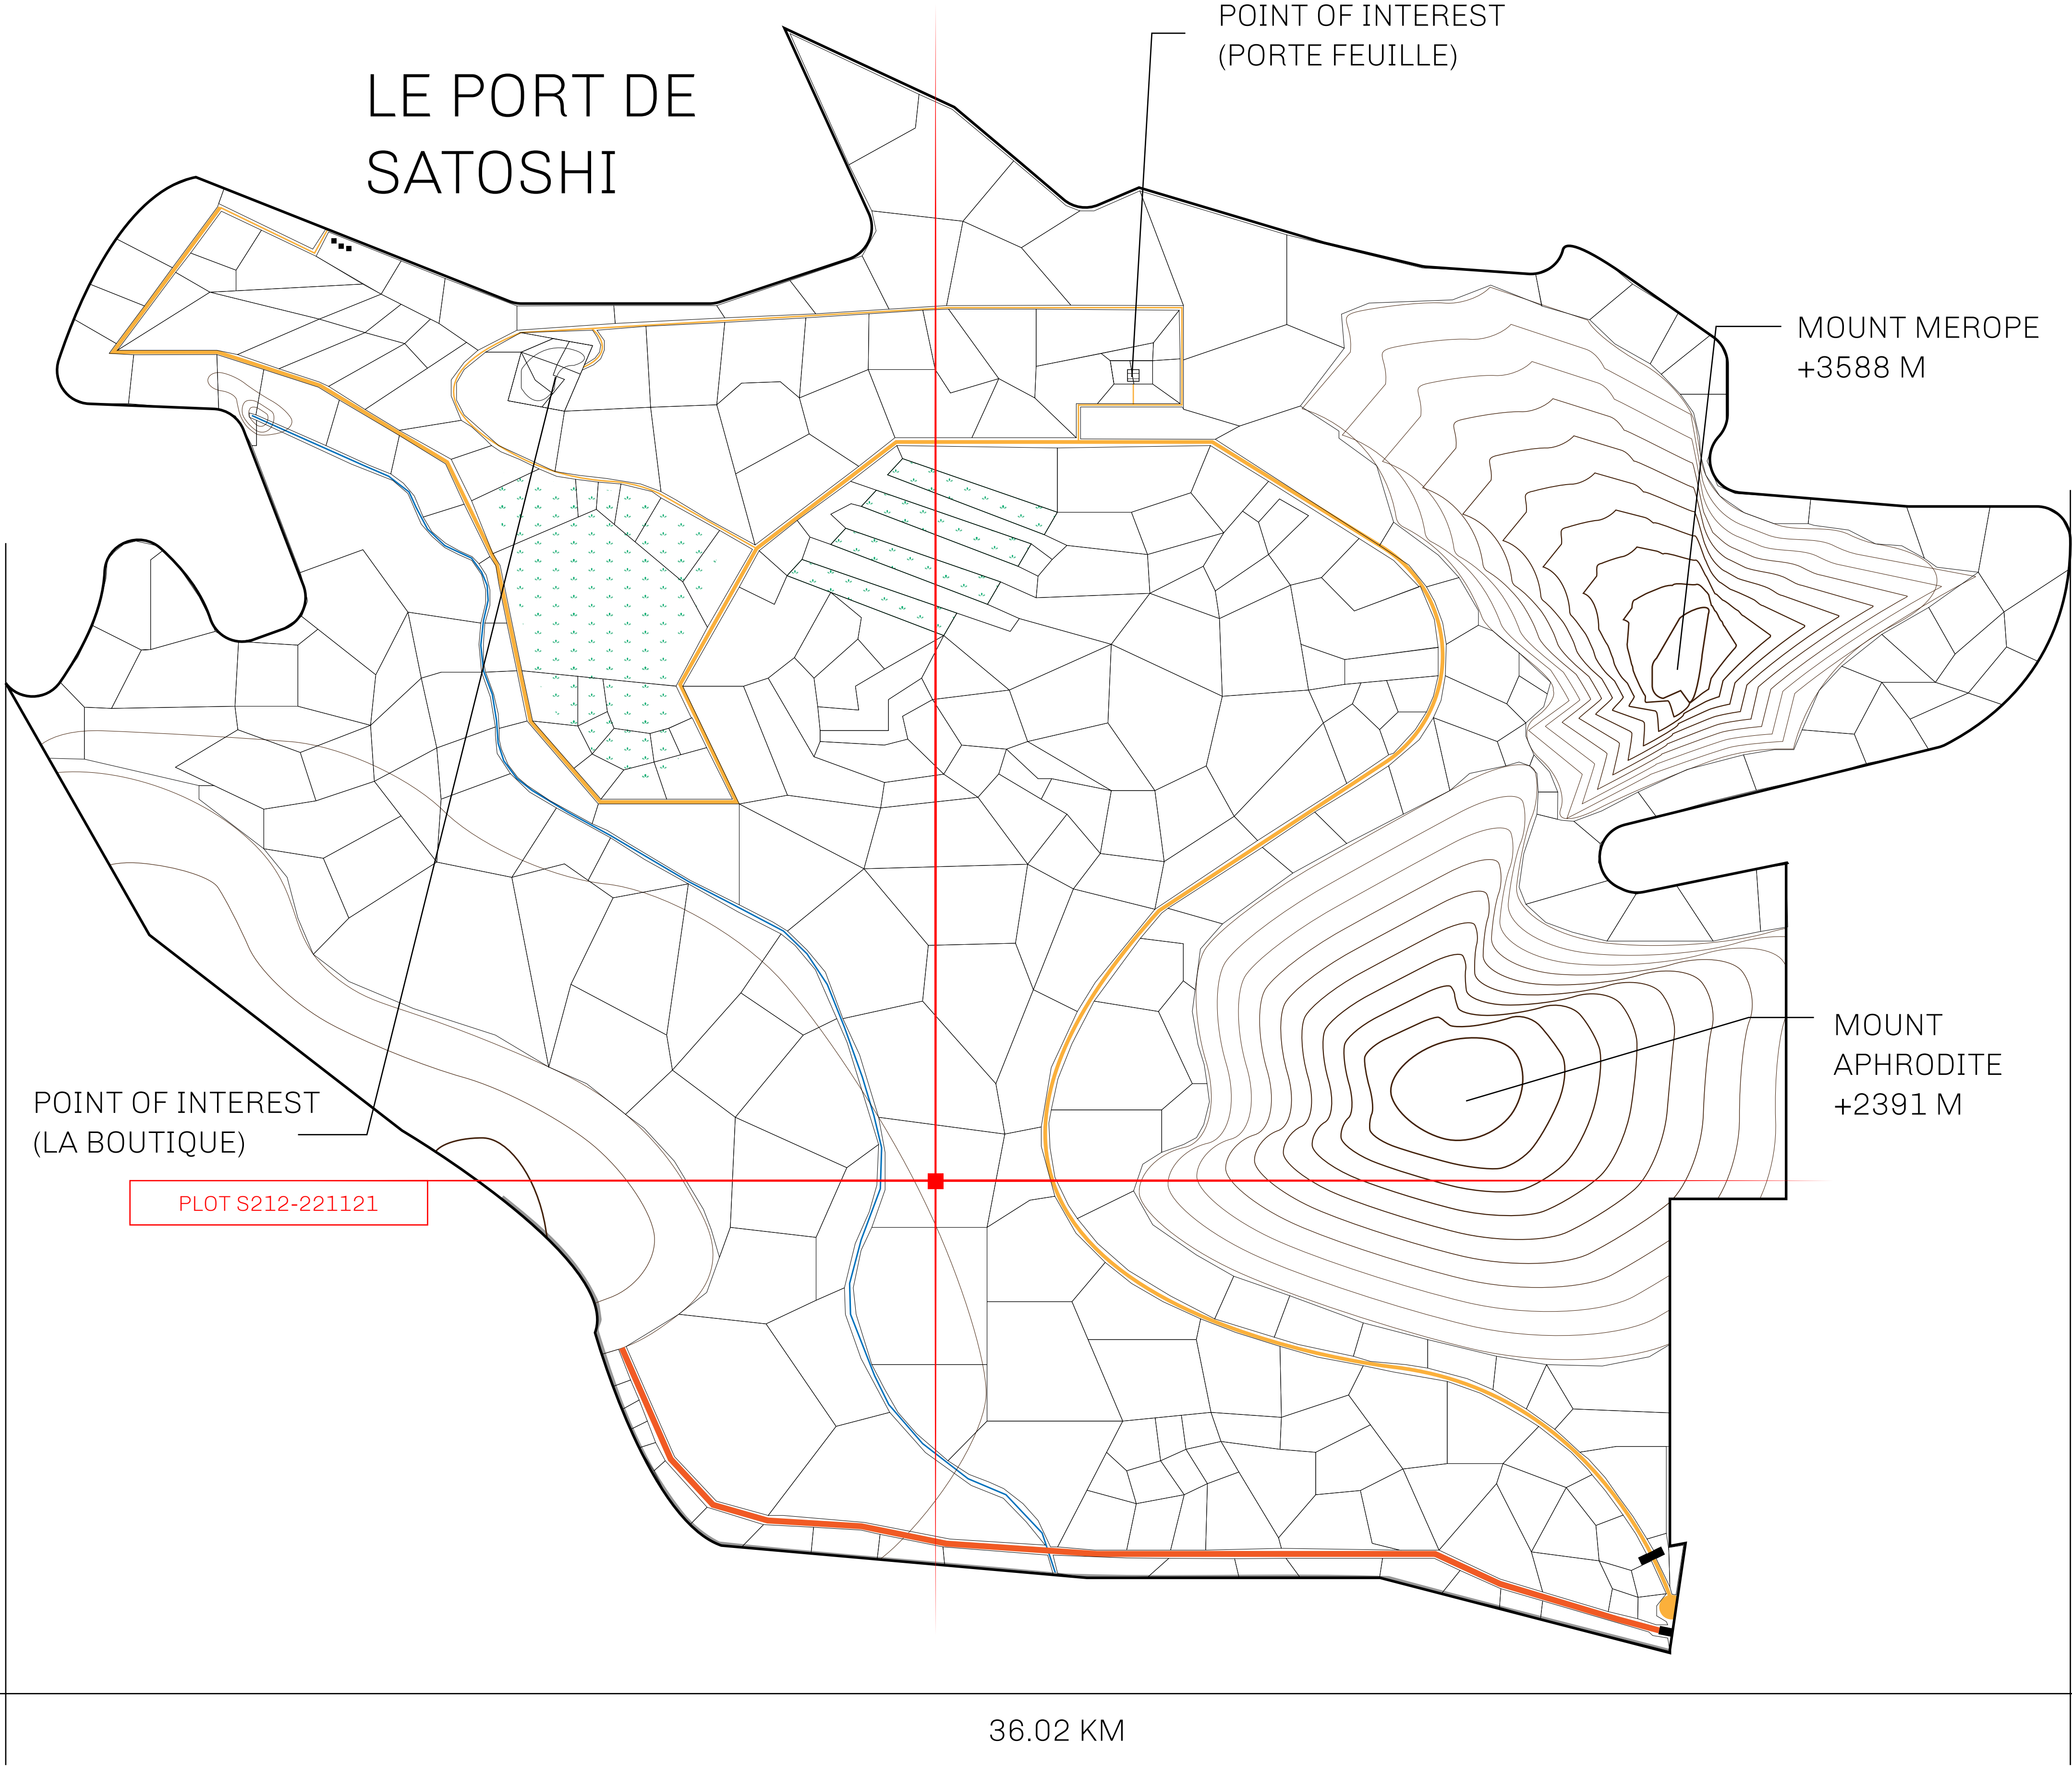 POINT OF INTEREST
(PORTE FEUILLE)
LE PORT DE
SATOSHI
MOUNT MEROPE
+3588 M
MOUNT
APHRODITE
+2391 M
POINT OF INTEREST
(LA BOUTIQUE)
PLOT S212-221121
36.02 KM